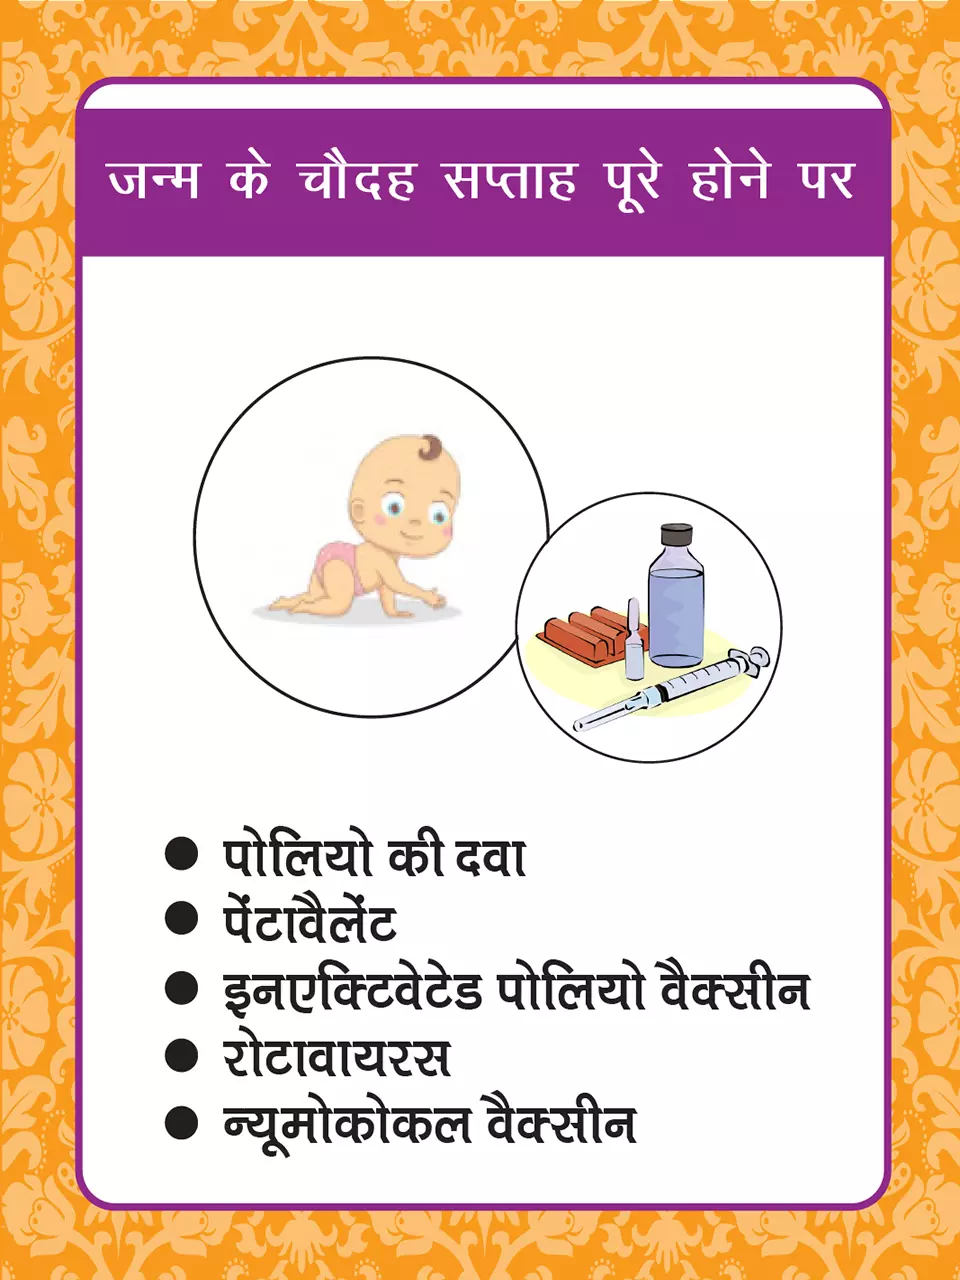 जन्म के चौदह सप्ताह पूरे होने पर
● पोलियो की दवा
● पेंटावैलेंट
● इनएक्टिवेटेड पोलियो वैक्सीन
● रोटावायरस
● न्यूमोकोकल वैक्सीन